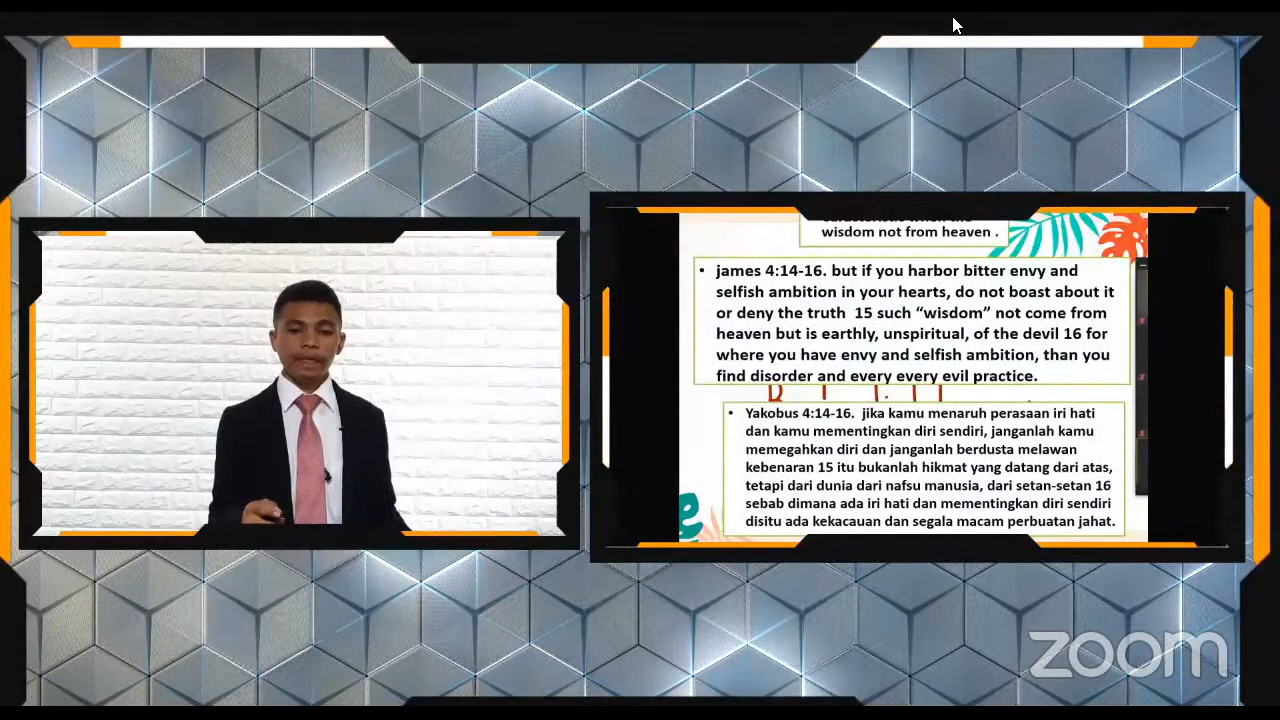 wisdom not from heaven .
• james 4:14-16. but if you harbor bitter envy and
selfish ambition in your hearts, do not boast about it
or deny the truth 15 such “wisdom” not come from
heaven but is earthly, unspiritual, of the devil 16 for
where you have envy and selfish ambition, than you
find disorder and every every evil practice.
• Yakobus 4:14-16. jika kamu menaruh perasaan iri hati
dan kamu mementingkan diri sendiri, janganlah kamu
memegahkan diri dan janganlah berdusta melawan
kebenaran 15 itu bukanlah hikmat yang datang dari atas,
tetapi dari dunia dari nafsu manusia, dari setan-setan 16
sebab dimana ada iri hati dan mementingkan diri sendiri
disitu ada kekacauan dan segala macam perbuatan jahat.
zoom